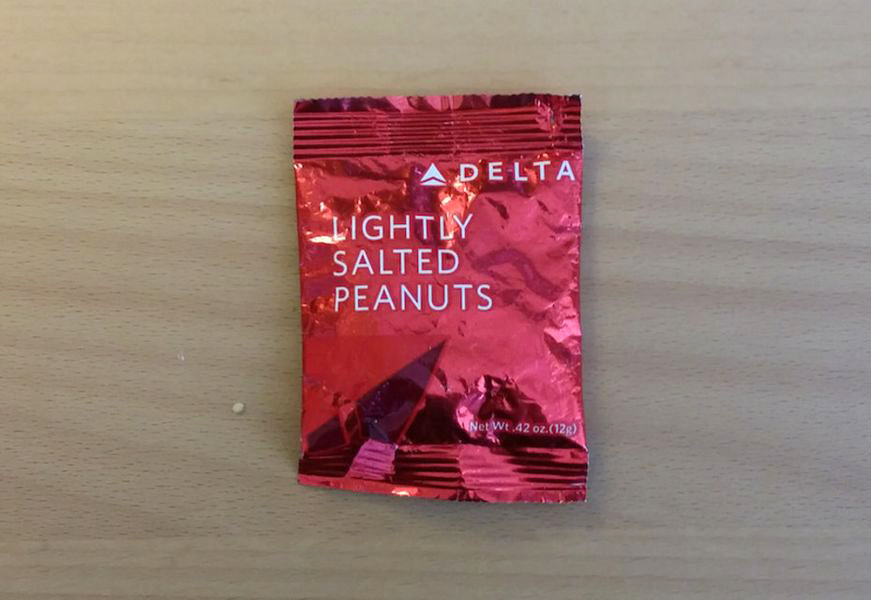 DELTA
LIGHTLY
SALTED
PEANUTS
Net Wt .42 oz.(12g)